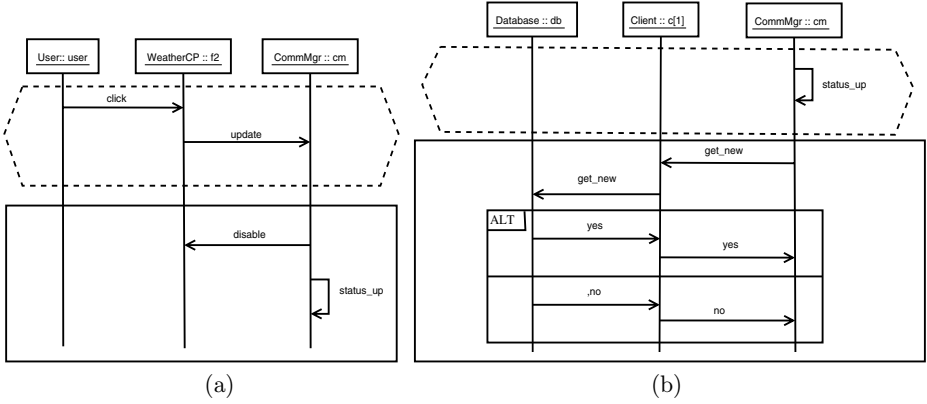 User:: user
WeatherCP :: f2
CommMgr :: cm
click
update
disable
status_up
(a)
Database :: db
Client :: c[1]
CommMgr :: cm
status_up
get_new
get_new
ALT
yes
yes
,no
no
(b)